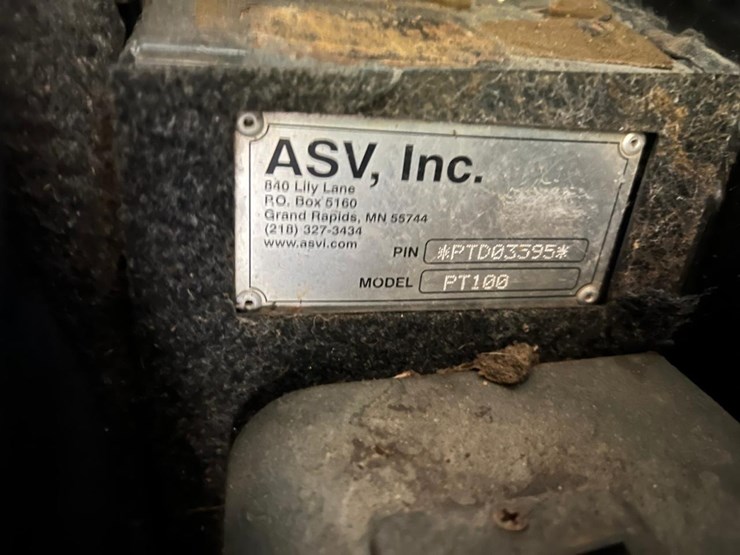 ASV, Inc.
840 Lily Lane
P.O. Box 5160
Grand Rapids, MN 55744
(218) 327-3434
www.asvi.com
PIN *PTD03395*
MODEL PT100